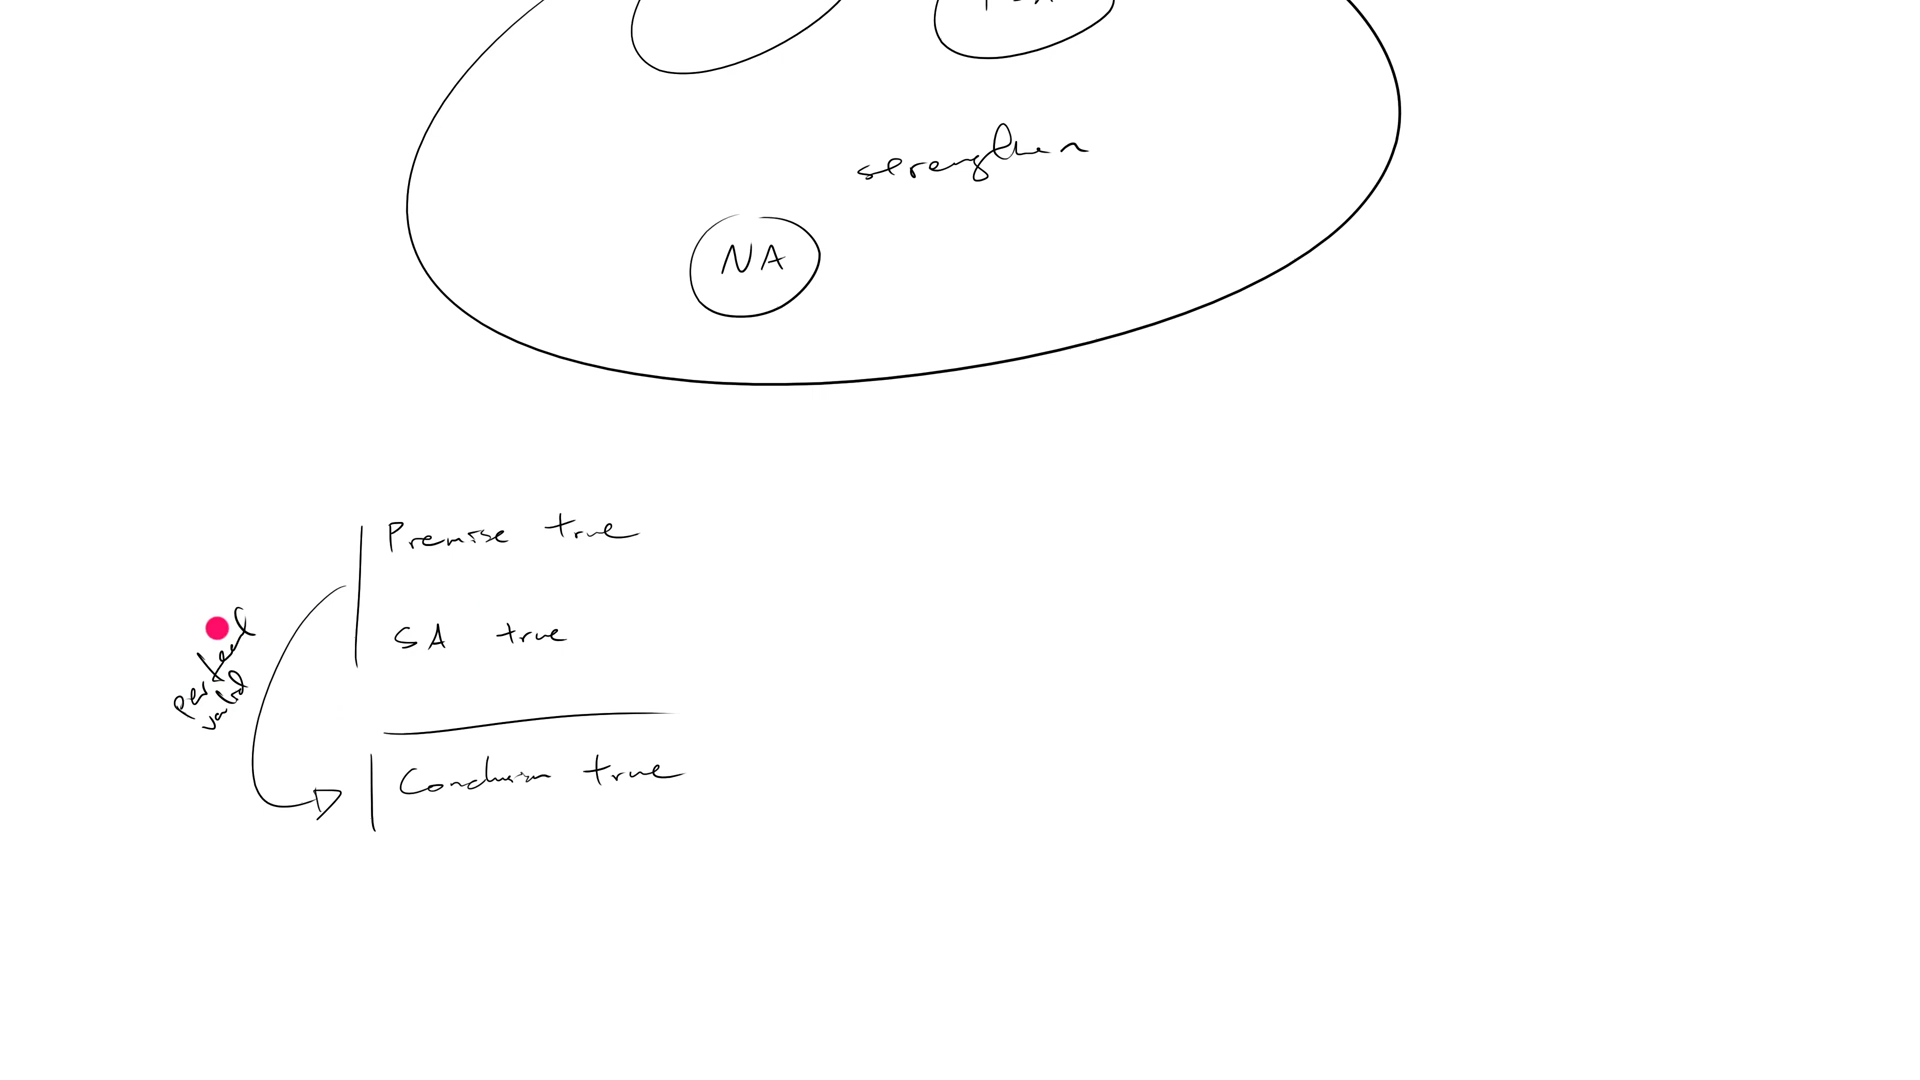 strengthen
NA
Premise true
SA true
perfect
valid
Conclusion true